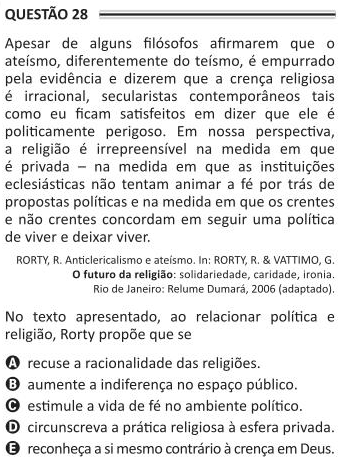 QUESTÃO 28
Apesar de alguns filósofos afirmarem que o
ateísmo, diferentemente do teísmo, é empurrado
pela evidência e dizerem que a crença religiosa
é irracional, secularistas contemporâneos tais
como eu ficam satisfeitos em dizer que ele é
politicamente perigoso. Em nossa perspectiva,
a religião é irrepreensível na medida em que
é privada – na medida em que as instituições
eclesiásticas não tentam animar a fé por trás de
propostas políticas e na medida em que os crentes
e não crentes concordam em seguir uma política
de viver e deixar viver.
RORTY, R. Anticlericalismo e ateísmo. In: RORTY, R. & VATTIMO, G.
O futuro da religião: solidariedade, caridade, ironia.
Rio de Janeiro: Relume Dumará, 2006 (adaptado).
No texto apresentado, ao relacionar política e
religião, Rorty propõe que se
A recuse a racionalidade das religiões.
B aumente a indiferença no espaço público.
C estimule a vida de fé no ambiente político.
D circunscreva a prática religiosa à esfera privada.
E reconheça a si mesmo contrário à crença em Deus.